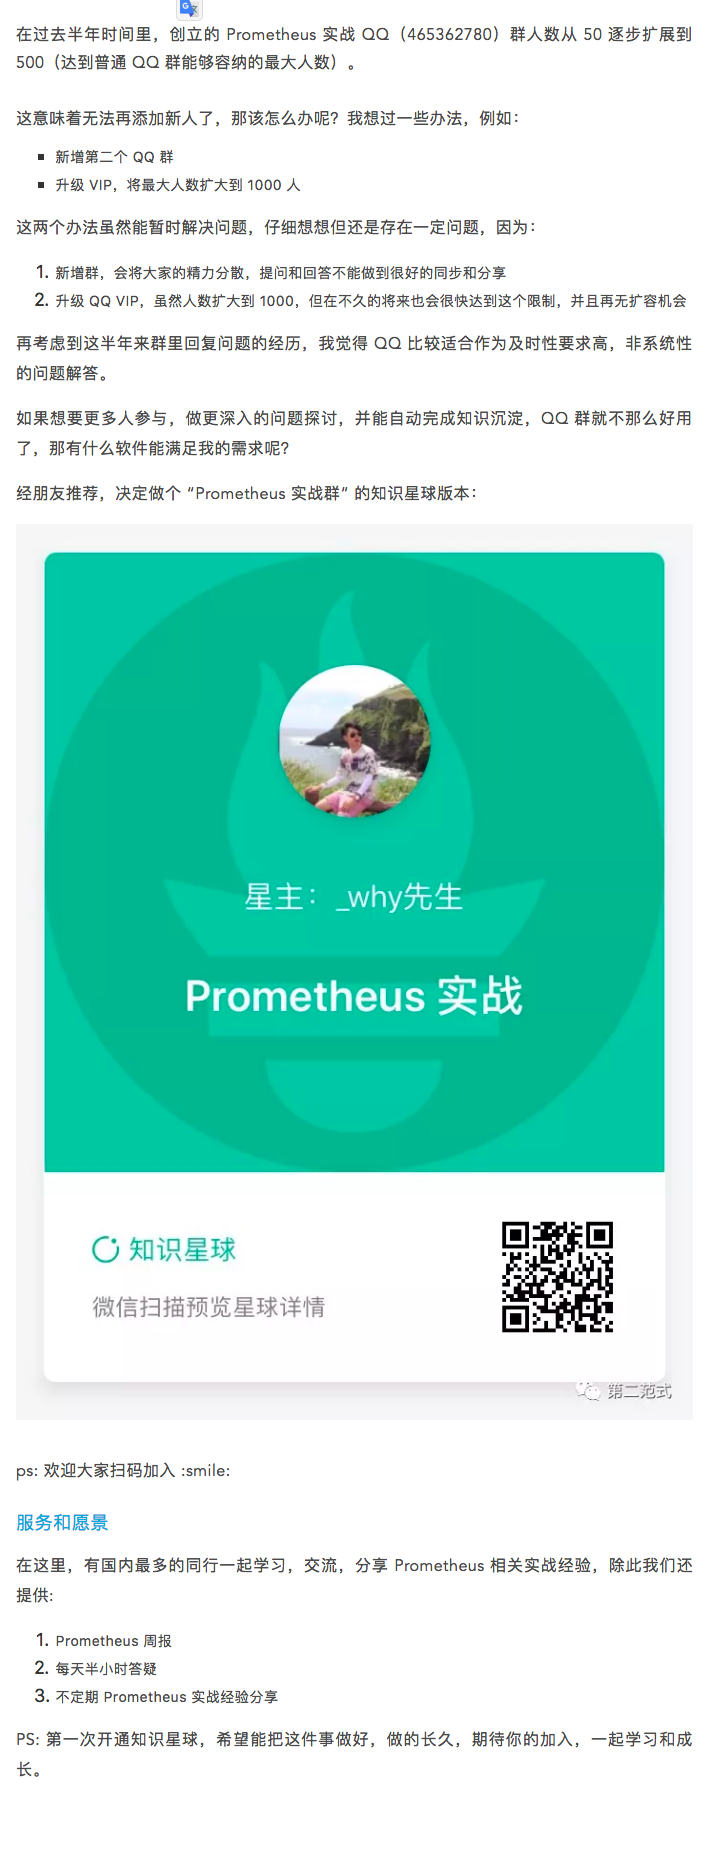 在过去半年时间里，创立的 Prometheus 实战 QQ（465362780）群人数从 50 逐步扩展到
500（达到普通 QQ 群能够容纳的最大人数）。
这意味着无法再添加新人了，那该怎么办呢？我想过一些办法，例如：
新增第二个 QQ 群
升级 VIP，将最大人数扩大到 1000 人
这两个办法虽然能暂时解决问题，仔细想想但还是存在一定问题，因为：
1. 新增群，会将大家的精力分散，提问和回答不能做到很好的同步和分享
2. 升级 QQ VIP，虽然人数扩大到 1000，但在不久的将来也会很快达到这个限制，并且再无扩容机会
再考虑到这半年来群里回复问题的经历，我觉得 QQ 比较适合作为及时性要求高，非系统性
的问题解答。
如果想要更多人参与，做更深入的问题探讨，并能自动完成知识沉淀，QQ 群就不那么好用
了，那有什么软件能满足我的需求呢？
经朋友推荐，决定做个 “Prometheus 实战群” 的知识星球版本：
星主：_why先生
Prometheus 实战
知识星球
微信扫描预览星球详情
第二范式
ps: 欢迎大家扫码加入 :smile:
服务和愿景
在这里，有国内最多的同行一起学习，交流，分享 Prometheus 相关实战经验，除此我们还
提供:
1. Prometheus 周报
2. 每天半小时答疑
3. 不定期 Prometheus 实战经验分享
PS: 第一次开通知识星球，希望能把这件事做好，做的长久，期待你的加入，一起学习和成
长。